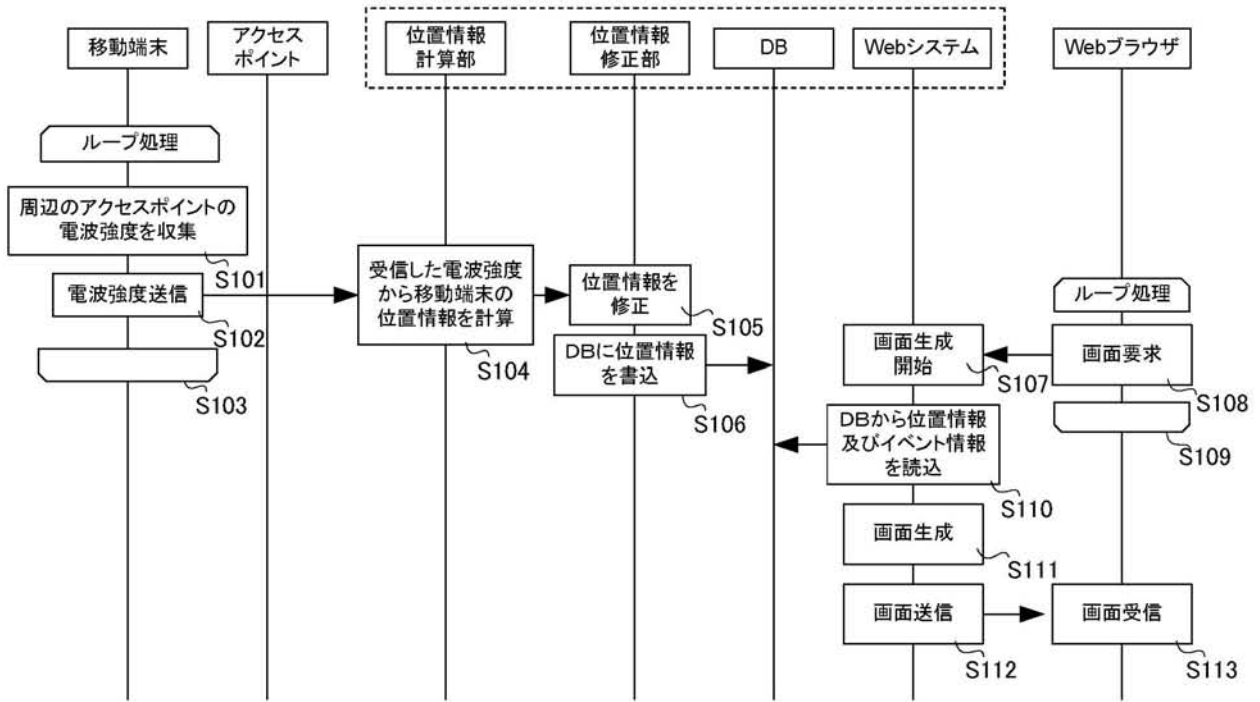 移動端末
アクセス
ポイント
位置情報
計算部
位置情報
修正部
DB
Webシステム
Webブラウザ
ループ処理
周辺のアクセスポイントの
電波強度を収集
S101
電波強度送信
S102
S103
受信した電波強度
から移動端末の
位置情報を計算
S104
位置情報を
修正
S105
DBに位置情報
を書込
S106
ループ処理
画面生成
開始
S107
画面要求
S108
S109
DBから位置情報
及びイベント情報
を読込
S110
画面生成
S111
画面送信
S112
画面受信
S113